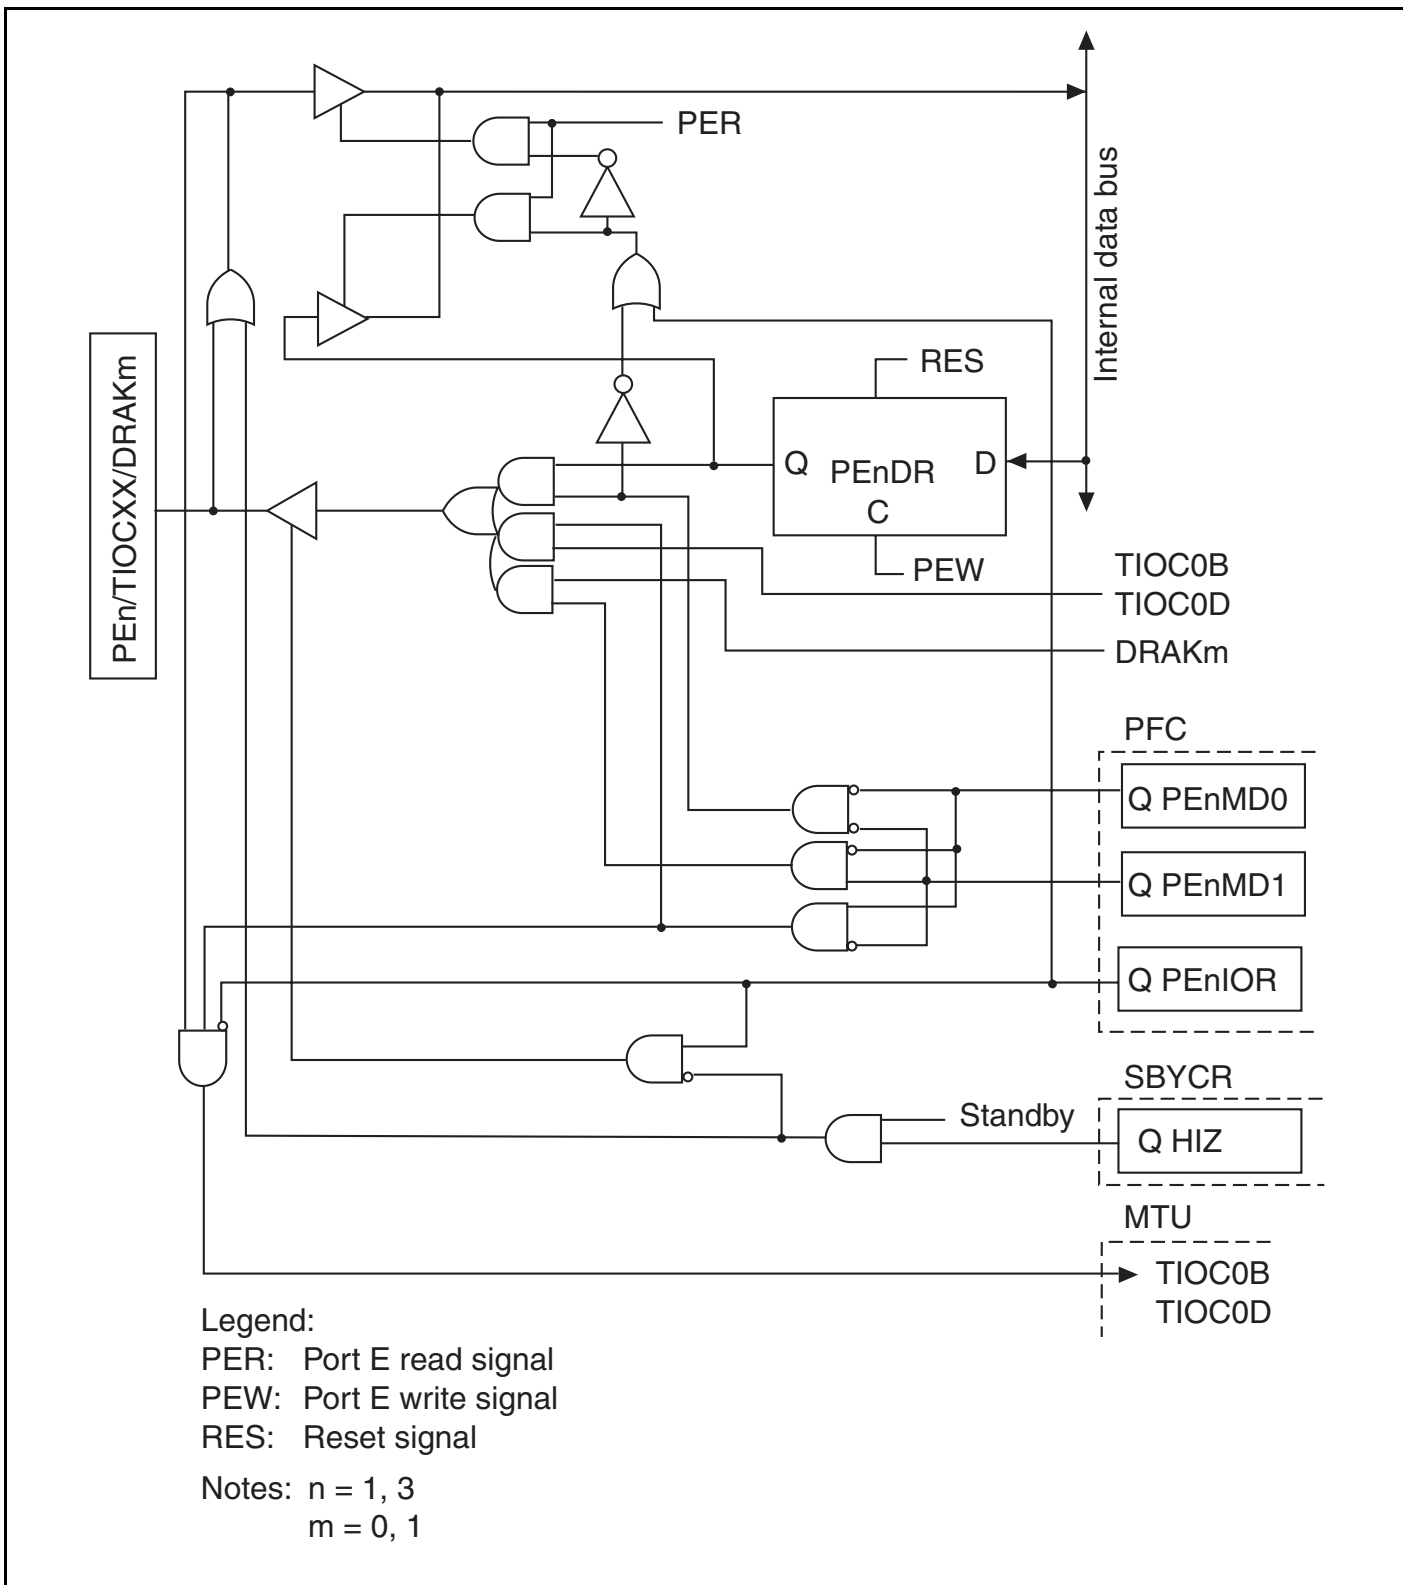 PER
Internal data bus
RES
PEn/TIOCXX/DRAKm
Q PEnDR D
C
PEW
TIOC0B
TIOC0D
DRAKm
PFC
Q PEnMD0
Q PEnMD1
Q PEnIOR
SBYCR
Standby
Q HIZ
MTU
TIOC0B
TIOC0D
Legend:
PER: Port E read signal
PEW: Port E write signal
RES: Reset signal
Notes: n = 1, 3
m = 0, 1